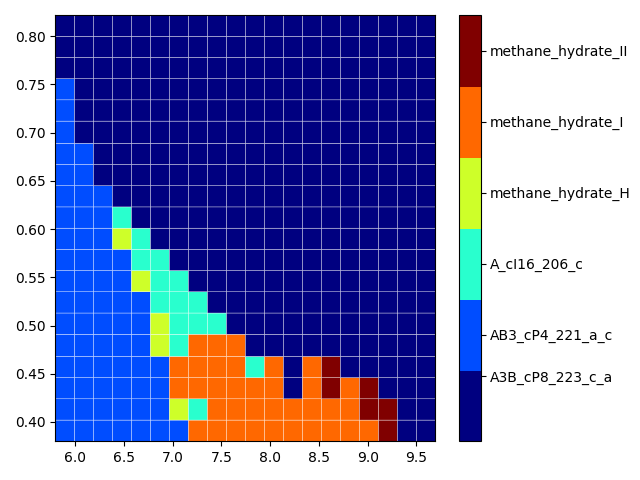 0.80
0.75
0.70
0.65
0.60
0.55
0.50
0.45
0.40
6.0 6.5 7.0 7.5 8.0 8.5 9.0 9.5
methane_hydrate_II
methane_hydrate_I
methane_hydrate_H
A_cI16_206_c
AB3_cP4_221_a_c
A3B_cP8_223_c_a